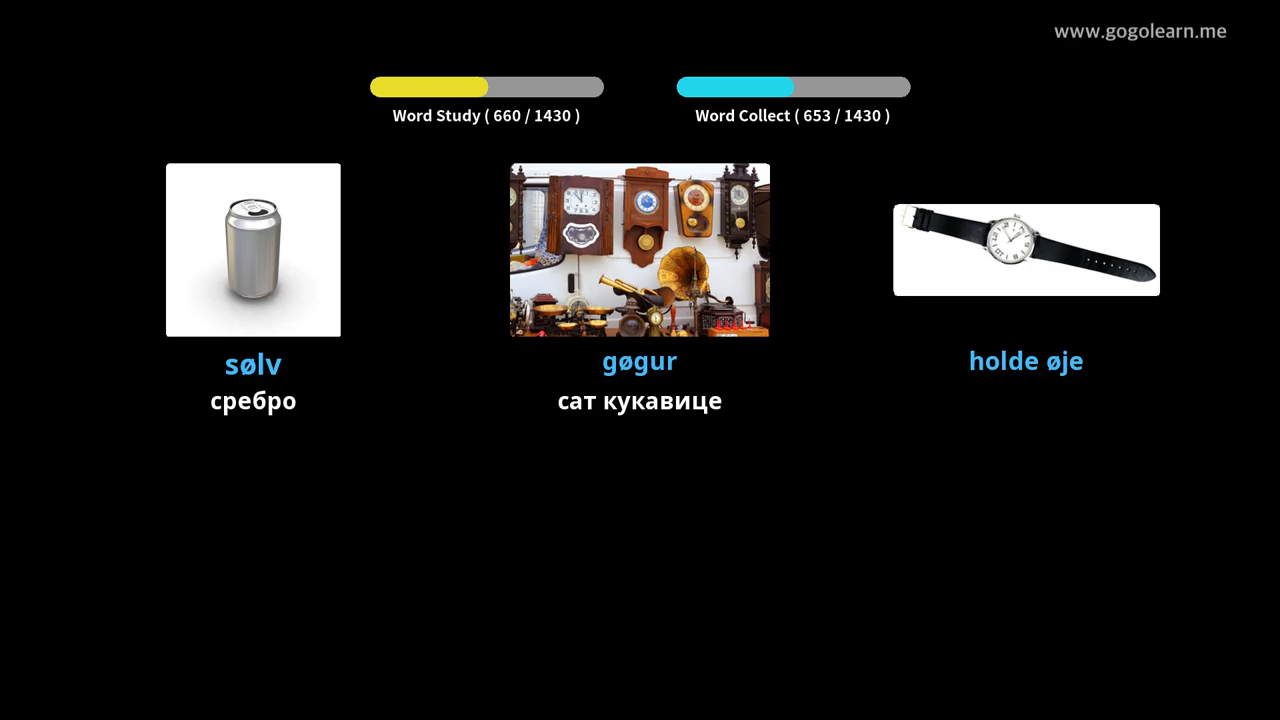 www.gogolearn.me
Word Study ( 660 / 1430 )
Word Collect ( 653 / 1430 )
sølv
gøgur
holde øje
сребро
сат кукавице